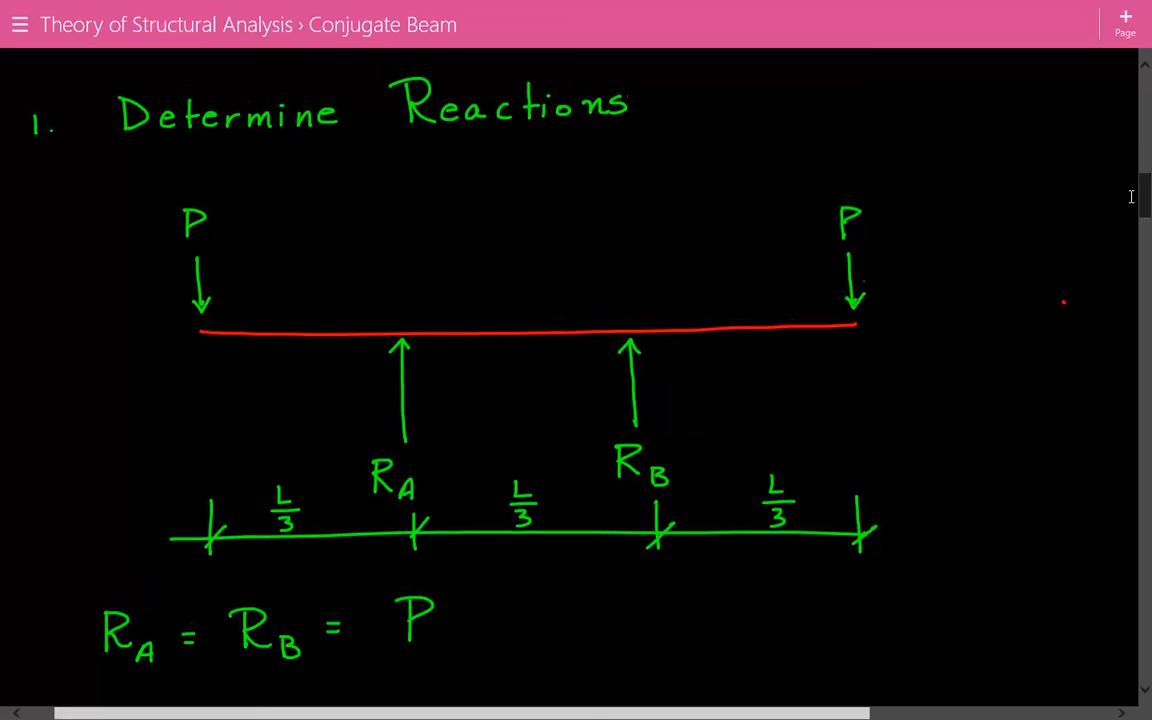 Theory of Structural Analysis › Conjugate Beam
+
Page
1. Determine Reactions
P P
R_A R_B
L/3 L/3 L/3
R_A = R_B = P